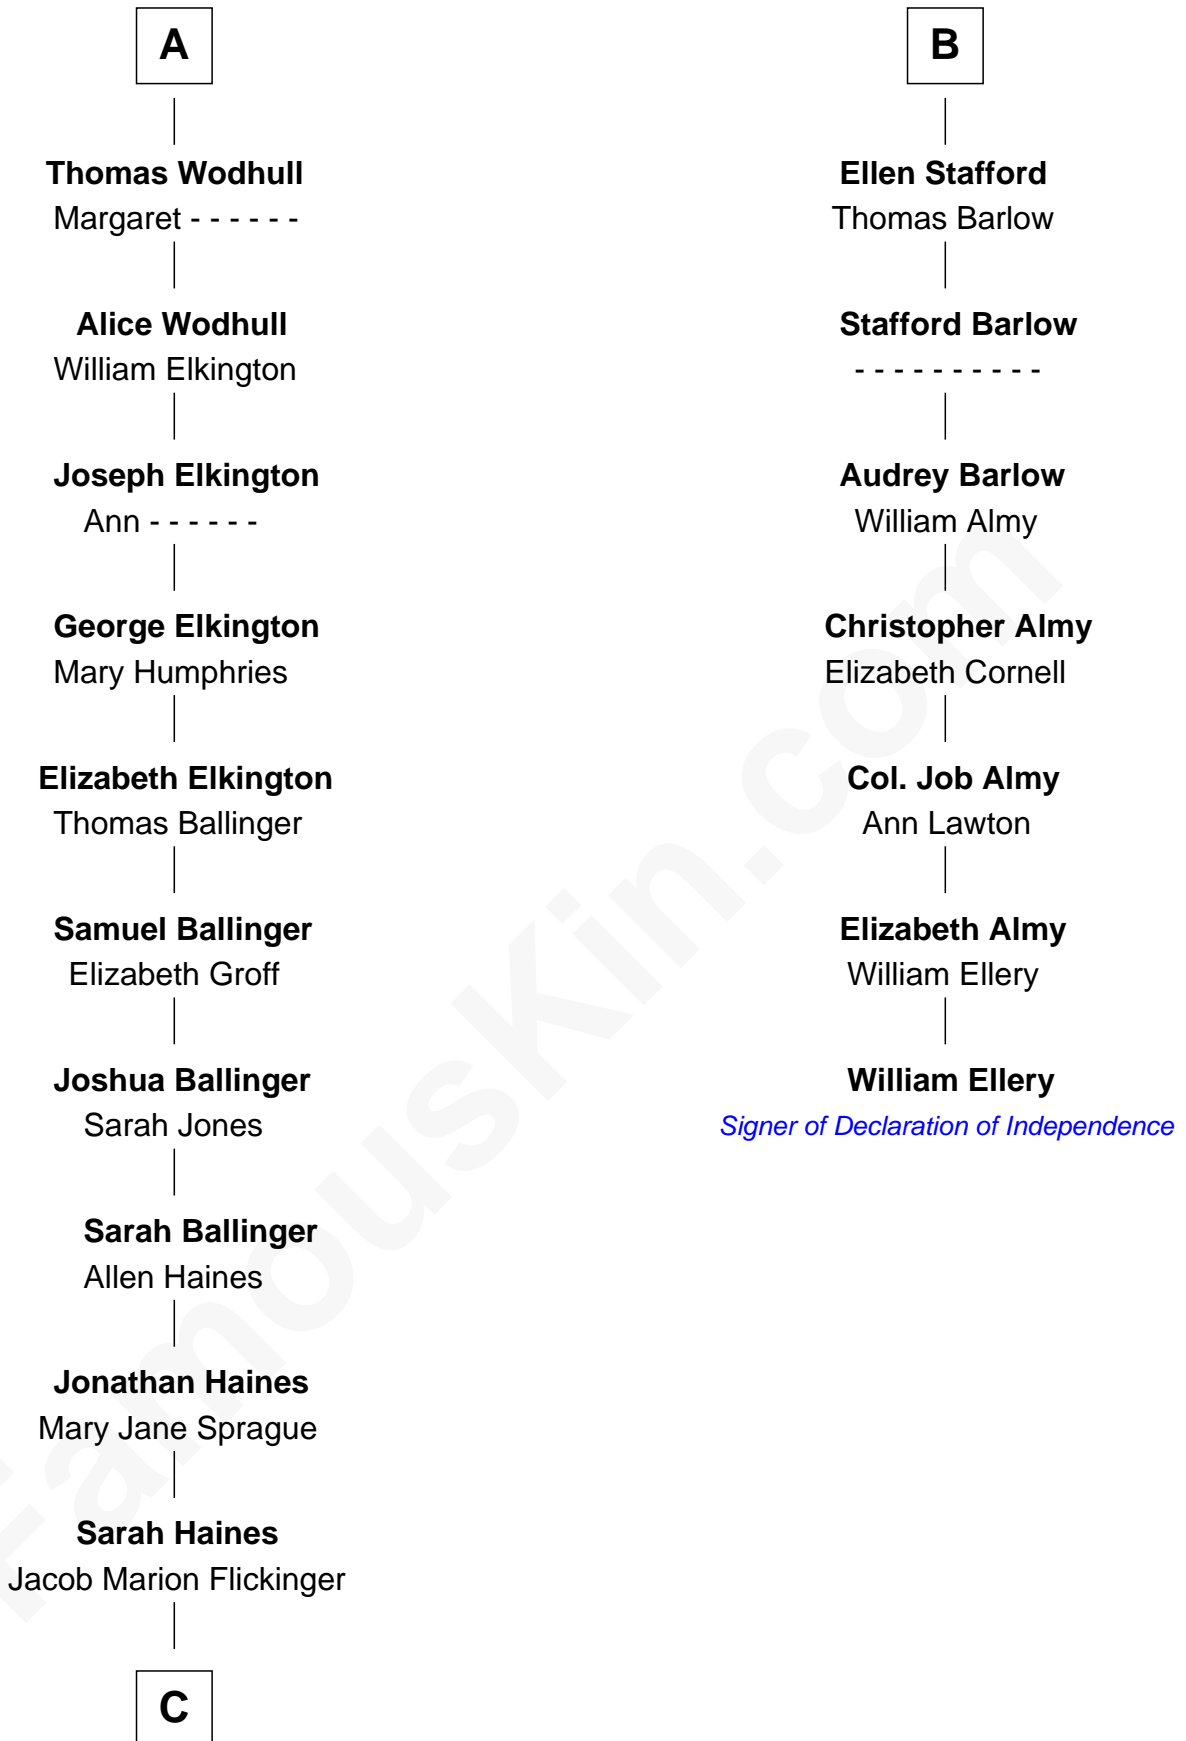 A
Thomas Wodhull
Margaret - - - - - -
Alice Wodhull
William Elkington
Joseph Elkington
Ann - - - - - -
George Elkington
Mary Humphries
Elizabeth Elkington
Thomas Ballinger
Samuel Ballinger
Elizabeth Groff
Joshua Ballinger
Sarah Jones
Sarah Ballinger
Allen Haines
Jonathan Haines
Mary Jane Sprague
Sarah Haines
Jacob Marion Flickinger
C
B
Ellen Stafford
Thomas Barlow
Stafford Barlow
- - - - - - - - - -
Audrey Barlow
William Almy
Christopher Almy
Elizabeth Cornell
Col. Job Almy
Ann Lawton
Elizabeth Almy
William Ellery
William Ellery
Signer of Declaration of Independence
FamousKin.com